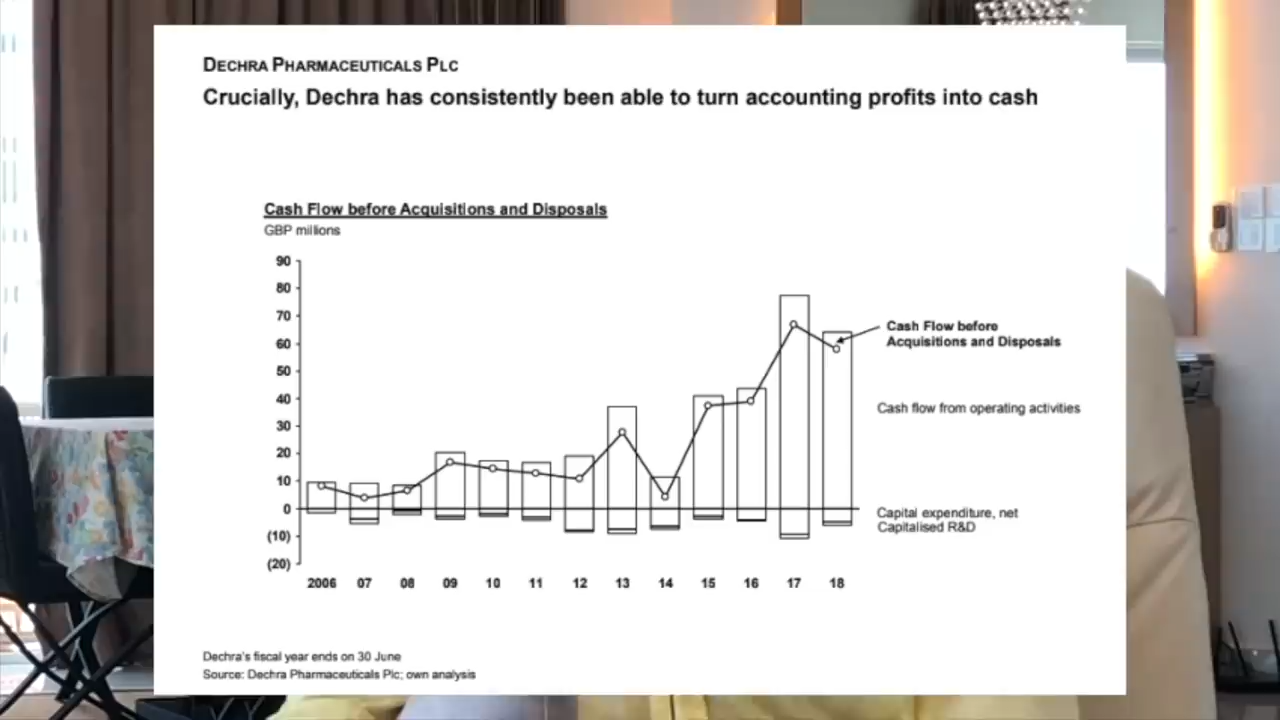 DECHRA PHARMACEUTICALS PLC
Crucially, Dechra has consistently been able to turn accounting profits into cash
Cash Flow before Acquisitions and Disposals
GBP millions
90
80
70
60
50
40
30
20
10
0
(10)
(20)
2006 07 08 09 10 11 12 13 14 15 16 17 18
Cash Flow before
Acquisitions and Disposals
Cash flow from operating activities
Capital expenditure, net
Capitalised R&D
Dechra's fiscal year ends on 30 June
Source: Dechra Pharmaceuticals Plc; own analysis